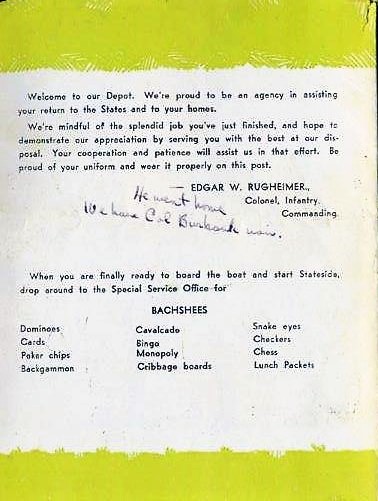 Welcome to our Depot. We're proud to be an agency in assisting
your return to the States and to your homes.
We're mindful of the splendid job you've just finished, and hope to
demonstrate our appreciation by serving you with the best at our dis-
posal. Your cooperation and patience will assist us in that effort. Be
proud of your uniform and wear it properly on this post.
— EDGAR W. RUGHEIMER.,
Colonel, Infantry,
Commanding.
He went home
We have Col Burbank now.
When you are finally ready to board the boat and start Stateside,
drop around to the Special Service Office for
BACHSHEES
Dominoes Cavalcade Snake eyes
Cards Bingo Checkers
Poker chips Monopoly Chess
Backgammon Cribbage boards Lunch Packets